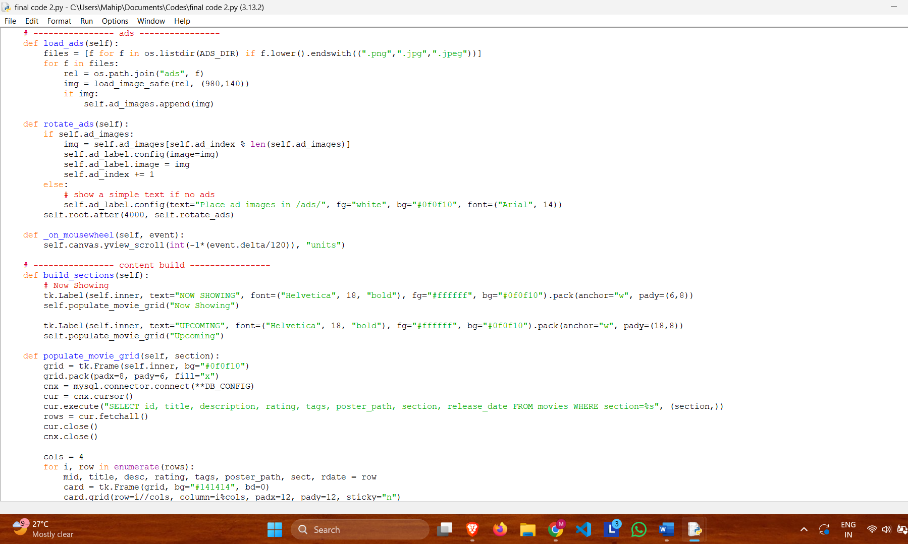 final code 2.py - C:\Users\Mahip\Documents\Codes\final code 2.py (3.13.2)
File Edit Format Run Options Window Help
# ---------------- ads ----------------
def load_ads(self):
    files = [f for f in os.listdir(ADS_DIR) if f.lower().endswith((".png",".jpg",".jpeg"))]
    for f in files:
        rel = os.path.join("ads", f)
        img = load_image_safe(rel, (980,140))
        if img:
            self.ad_images.append(img)
def rotate_ads(self):
    if self.ad_images:
        img = self.ad_images[self.ad_index % len(self.ad_images)]
        self.ad_label.config(image=img)
        self.ad_label.image = img
        self.ad_index += 1
    else:
        # show a simple text if no ads
        self.ad_label.config(text="Place ad images in /ads/", fg="white", bg="#0f0f10", font=("Arial", 14))
    self.root.after(4000, self.rotate_ads)
def _on_mousewheel(self, event):
    self.canvas.yview_scroll(int(-1*(event.delta/120)), "units")
# ---------------- content build ----------------
def build_sections(self):
    # Now Showing
    tk.Label(self.inner, text="NOW SHOWING", font=("Helvetica", 18, "bold"), fg="#ffffff", bg="#0f0f10").pack(anchor="w", pady=(6,8))
    self.populate_movie_grid("Now Showing")
    tk.Label(self.inner, text="UPCOMING", font=("Helvetica", 18, "bold"), fg="#ffffff", bg="#0f0f10").pack(anchor="w", pady=(18,8))
    self.populate_movie_grid("Upcoming")
def populate_movie_grid(self, section):
    grid = tk.Frame(self.inner, bg="#0f0f10")
    grid.pack(padx=8, pady=6, fill="x")
    cnx = mysql.connector.connect(**DB_CONFIG)
    cur = cnx.cursor()
    cur.execute("SELECT id, title, description, rating, tags, poster_path, section, release_date FROM movies WHERE section=%s", (section,))
    rows = cur.fetchall()
    cur.close()
    cnx.close()
    cols = 4
    for i, row in enumerate(rows):
        mid, title, desc, rating, tags, poster_path, sect, rdate = row
        card = tk.Frame(grid, bg="#141414", bd=0)
        card.grid(row=i//cols, column=i%cols, padx=12, pady=12, sticky="n")
27°C
Mostly clear
Search
ENG
IN